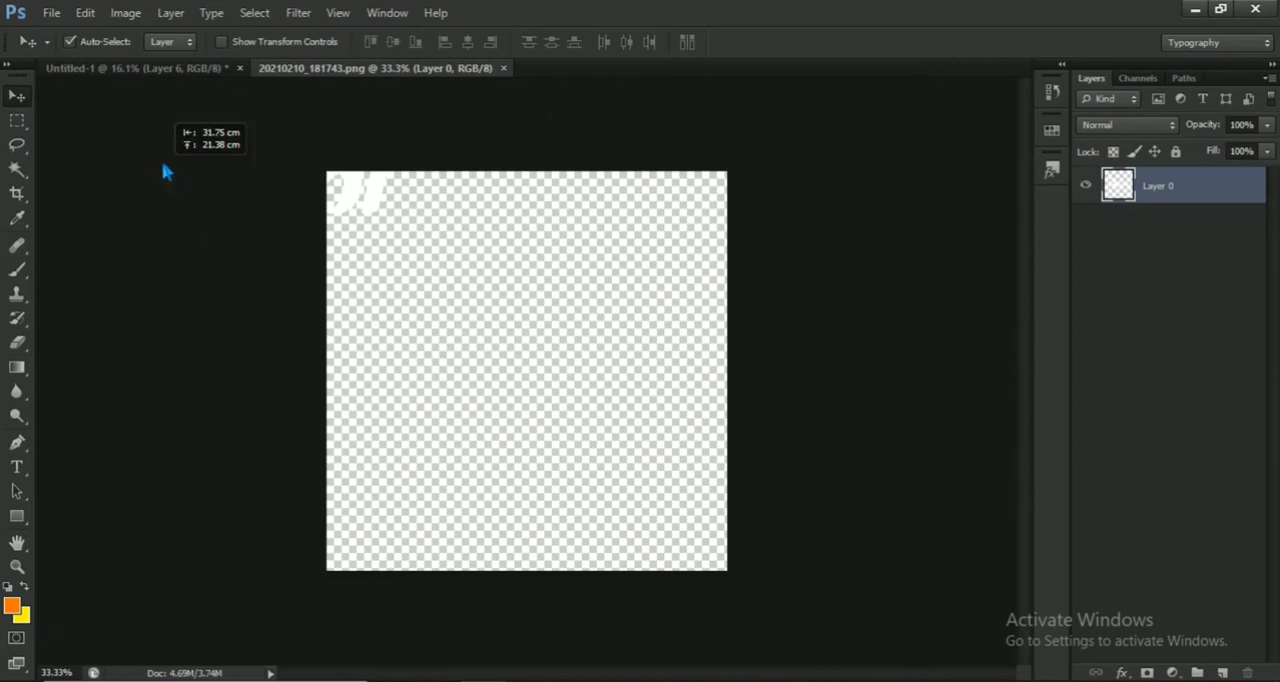 Ps File Edit Image Layer Type Select Filter View Window Help
Auto-Select: Layer Show Transform Controls Typography
Untitled-1 @ 16.1% (Layer 6, RGB/8) * × 20210210_181743.png @ 33.3% (Layer 0, RGB/8) ×
Layers Channels Paths
Kind
Normal Opacity: 100%
Lock: Fill: 100%
Layer 0
31.75 cm
21.38 cm
Activate Windows
Go to Settings to activate Windows.
33.33% Doc: 4.69M/3.74M